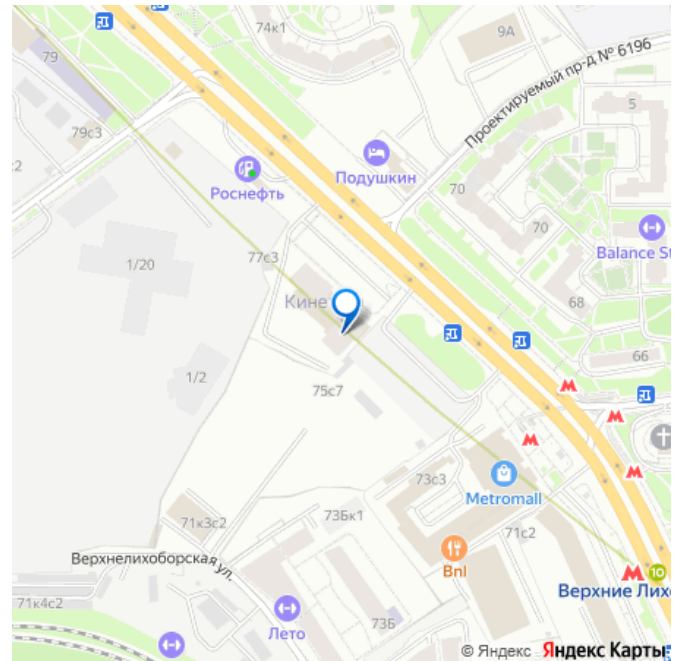 74к1
9А
79
Проектируемый пр-д № 6196
5
79с3
Подушкин
70
Роснефть
70
Balance St
77с3
1/20
Кине
68
66
1/2
75с7
73с3
Metromall
71к3с2
73Бк1
71с2
Верхнелихоборская ул.
Bnl
10
Верхние Лихо
71к4с2
Лето
73Б
© Яндекс Яндекс Карты